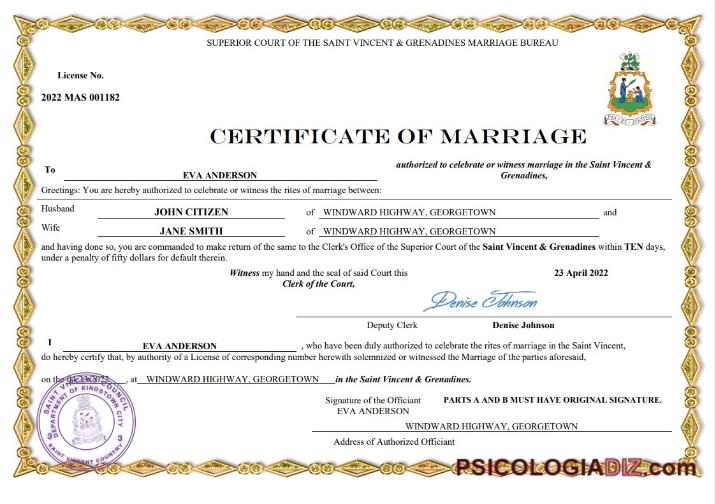 SUPERIOR COURT OF THE SAINT VINCENT & GRENADINES MARRIAGE BUREAU
License No.
2022 MAS 001182
CERTIFICATE OF MARRIAGE
To EVA ANDERSON authorized to celebrate or witness marriage in the Saint Vincent &
Grenadines,
Greetings: You are hereby authorized to celebrate or witness the rites of marriage between:
Husband JOHN CITIZEN of WINDWARD HIGHWAY, GEORGETOWN and
Wife JANE SMITH of WINDWARD HIGHWAY, GEORGETOWN
and having done so, you are commanded to make return of the same to the Clerk's Office of the Superior Court of the Saint Vincent & Grenadines within TEN days,
under a penalty of fifty dollars for default therein.
Witness my hand and the seal of said Court this 23 April 2022
Clerk of the Court,
Denise Johnson
Deputy Clerk Denise Johnson
I EVA ANDERSON , who have been duly authorized to celebrate the rites of marriage in the Saint Vincent,
do hereby certify that, by authority of a License of corresponding number herewith solemnized or witnessed the Marriage of the parties aforesaid,
on the , at WINDWARD HIGHWAY, GEORGETOWN in the Saint Vincent & Grenadines.
SAINT VINCENT COUNCIL
DEPARTMENT OF KINGSTOWN CITY
SAINT VINCENT COUNTRY
Signature of the Officiant PARTS A AND B MUST HAVE ORIGINAL SIGNATURE.
EVA ANDERSON
WINDWARD HIGHWAY, GEORGETOWN
Address of Authorized Officiant
PSICOLOGIADIZ.com